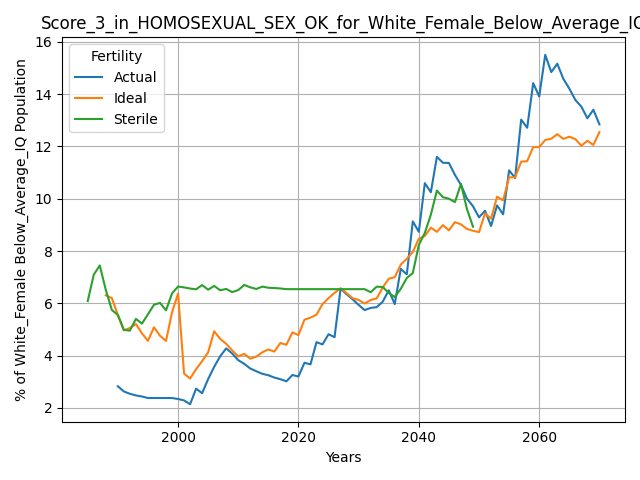 Score_3_in_HOMOSEXUAL_SEX_OK_for_White_Female_Below_Average_IQ
Fertility
Actual
Ideal
Sterile
% of White_Female Below_Average_IQ Population
16
14
12
10
8
6
4
2
2000
2020
2040
2060
Years